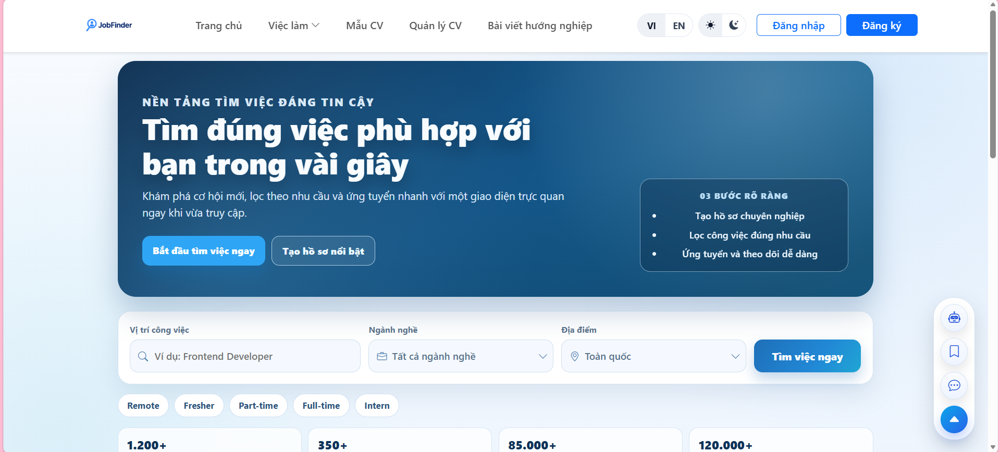 JobFinder
Trang chủ
Việc làm
Mẫu CV
Quản lý CV
Bài viết hướng nghiệp
VI
EN
Đăng nhập
Đăng ký
NỀN TẢNG TÌM VIỆC ĐÁNG TIN CẬY
Tìm đúng việc phù hợp với
bạn trong vài giây
Khám phá cơ hội mới, lọc theo nhu cầu và ứng tuyển nhanh với một giao diện trực quan
ngay khi vừa truy cập.
Bắt đầu tìm việc ngay
Tạo hồ sơ nổi bật
03 BƯỚC RÕ RÀNG
Tạo hồ sơ chuyên nghiệp
Lọc công việc đúng nhu cầu
Ứng tuyển và theo dõi dễ dàng
Vị trí công việc
Ví dụ: Frontend Developer
Ngành nghề
Tất cả ngành nghề
Địa điểm
Toàn quốc
Tìm việc ngay
Remote
Fresher
Part-time
Full-time
Intern
1.200+
350+
85.000+
120.000+